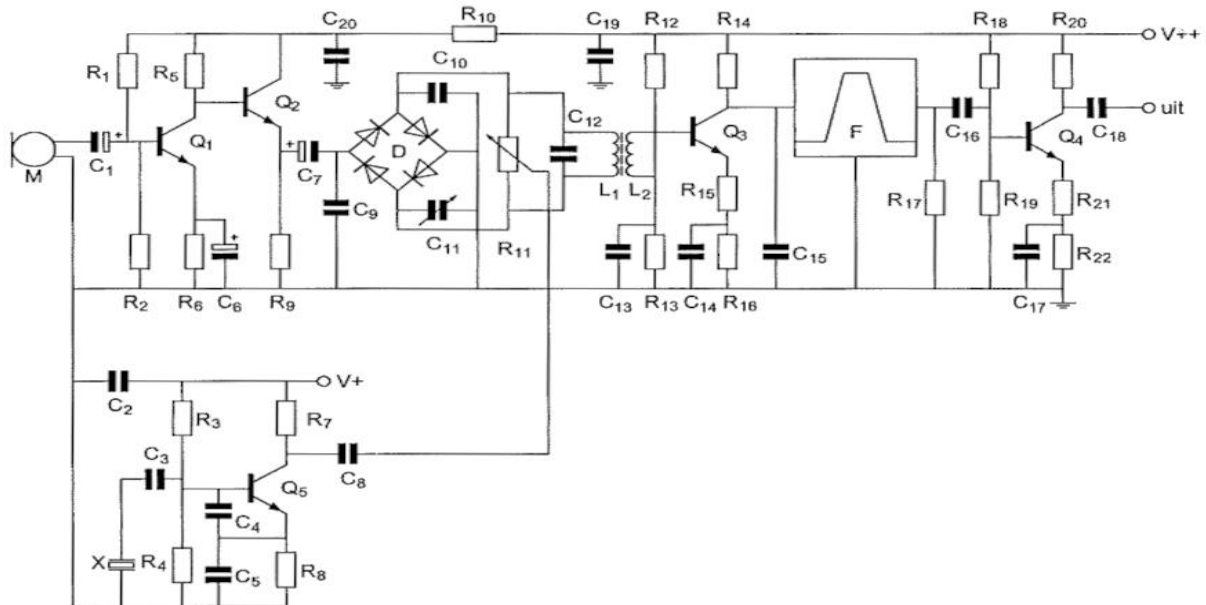 C20 R10 C19 R12 R14 R18 R20
V++
R1 R5 C10
Q2 C12
Q1 D Q3 F C16 Q4 C18 uit
M C1 + + C7
L1 L2 R15 R17 R19 R21
C9
C11 R11
+ C15 R22
R2 R6 C6 R9 C13 R13 C14 R16 C17
V+
C2 R3 R7
C3 C8
Q5
C4
X R4 C5 R8